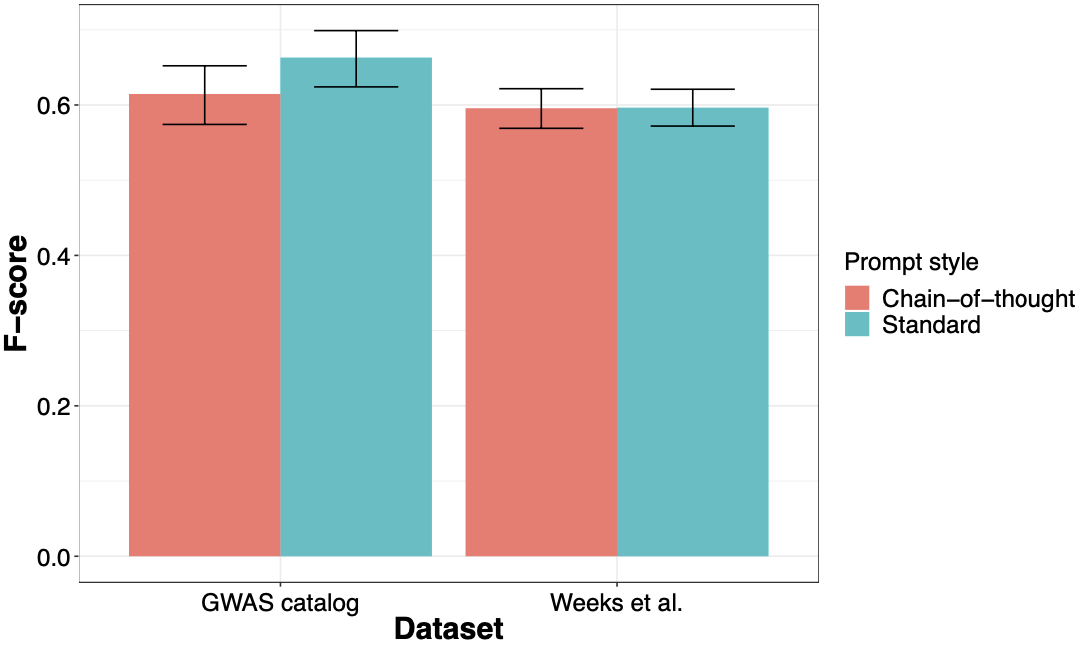 F−score
0.6
0.4
0.2
0.0
GWAS catalog
Weeks et al.
Dataset
Prompt style
Chain−of−thought
Standard